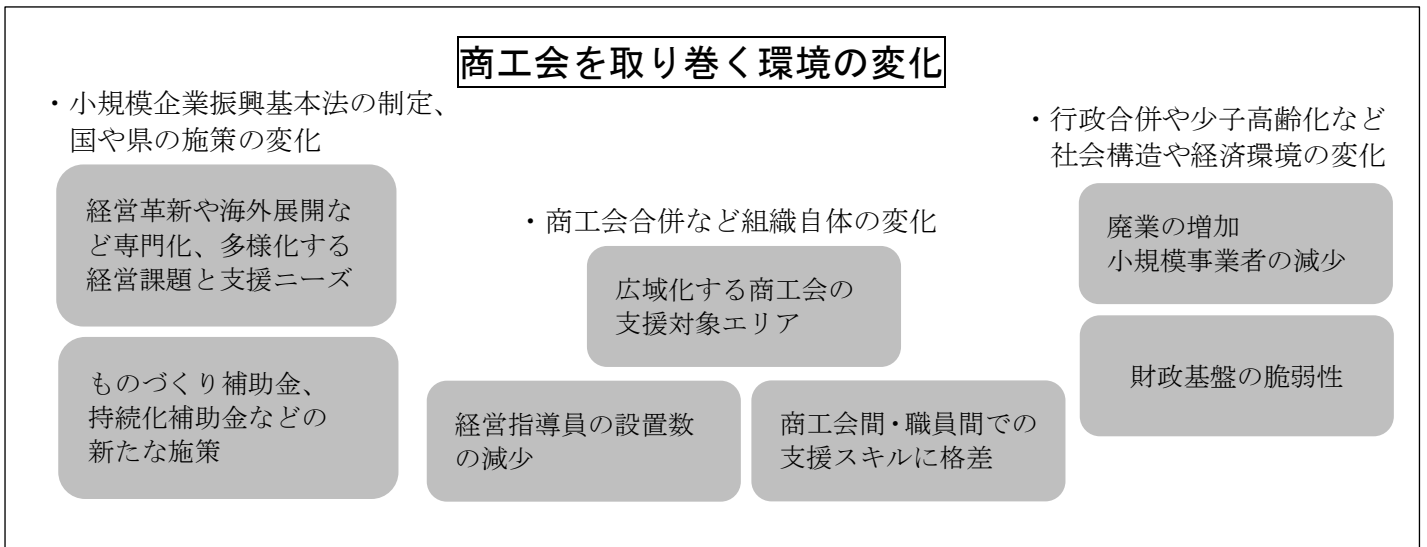 商工会を取り巻く環境の変化
・小規模企業振興基本法の制定、
国や県の施策の変化
経営革新や海外展開な
ど専門化、多様化する
経営課題と支援ニーズ
ものづくり補助金、
持続化補助金などの
新たな施策
・商工会合併など組織自体の変化
広域化する商工会の
支援対象エリア
経営指導員の設置数
の減少
商工会間・職員間での
支援スキルに格差
・行政合併や少子高齢化など
社会構造や経済環境の変化
廃業の増加
小規模事業者の減少
財政基盤の脆弱性